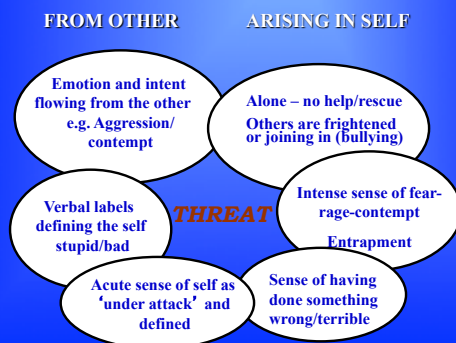 FROM OTHER
ARISING IN SELF
Emotion and intent
flowing from the other
e.g. Aggression/
contempt
Alone – no help/rescue
Others are frightened
or joining in (bullying)
Verbal labels
defining the self
stupid/bad
THREAT
Intense sense of fear-
rage-contempt
Entrapment
Acute sense of self as
‘under attack’ and
defined
Sense of having
done something
wrong/terrible